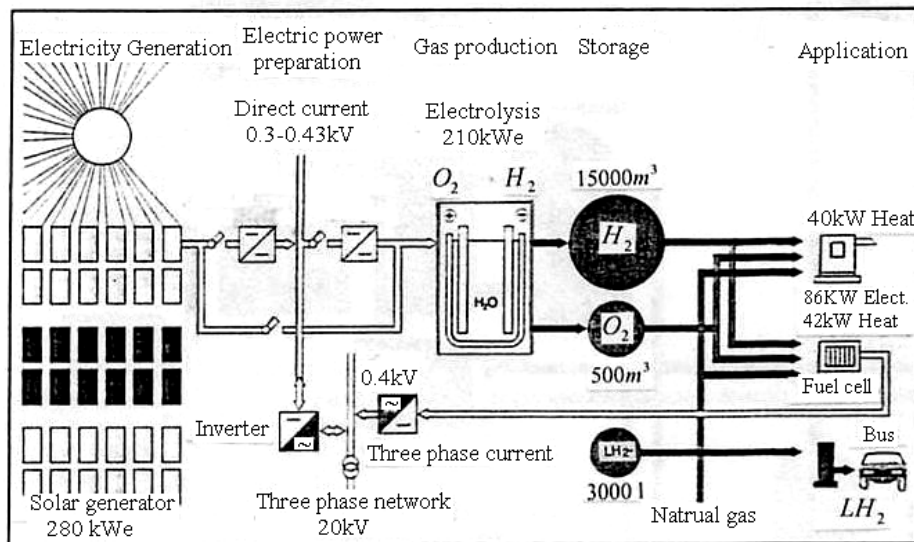 Electricity Generation
Electric power
preparation
Gas production
Storage
Application
Direct current
0.3-0.43kV
Electrolysis
210kWe
O₂
H₂
15000m³
H₂
H₂O
O₂
500m³
40kW Heat
86KW Elect.
42kW Heat
Fuel cell
0.4kV
Inverter
Three phase current
Three phase network
20kV
Solar generator
280 kWe
LH₂
3000 l
Natrual gas
Bus
LH₂